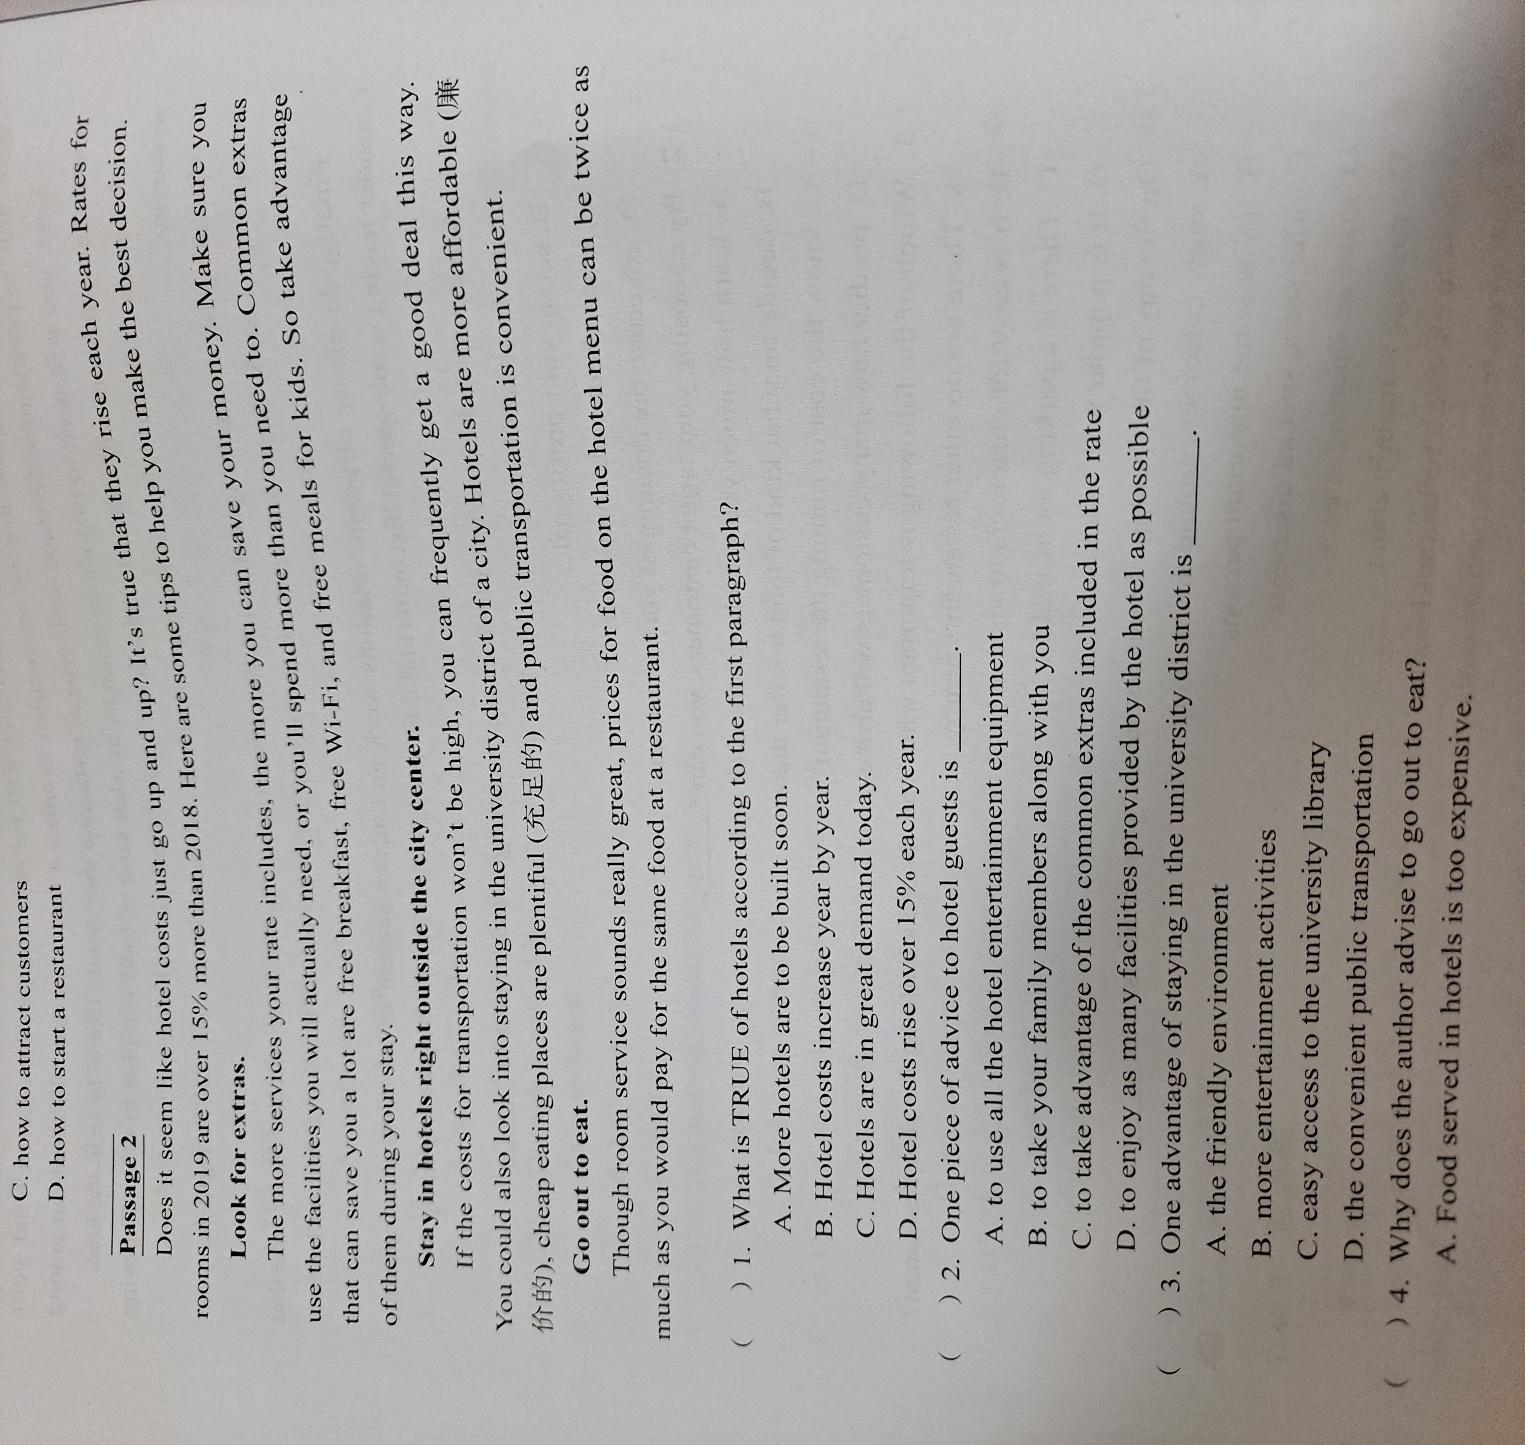 C. how to attract customers
D. how to start a restaurant
Passage 2
Does it seem like hotel costs just go up and up? It's true that they rise each year. Rates for
rooms in 2019 are over 15% more than 2018. Here are some tips to help you make the best decision.
Look for extras.
The more services your rate includes, the more you can save your money. Make sure you
use the facilities you will actually need, or you'll spend more than you need to. Common extras
that can save you a lot are free breakfast, free Wi-Fi, and free meals for kids. So take advantage
of them during your stay.
Stay in hotels right outside the city center.
If the costs for transportation won't be high, you can frequently get a good deal this way.
You could also look into staying in the university district of a city. Hotels are more affordable (廉
价的), cheap eating places are plentiful (充足的) and public transportation is convenient.
Go out to eat.
Though room service sounds really great, prices for food on the hotel menu can be twice as
much as you would pay for the same food at a restaurant.
( ) 1. What is TRUE of hotels according to the first paragraph?
A. More hotels are to be built soon.
B. Hotel costs increase year by year.
C. Hotels are in great demand today.
D. Hotel costs rise over 15% each year.
( ) 2. One piece of advice to hotel guests is ______.
A. to use all the hotel entertainment equipment
B. to take your family members along with you
C. to take advantage of the common extras included in the rate
D. to enjoy as many facilities provided by the hotel as possible
( ) 3. One advantage of staying in the university district is ______.
A. the friendly environment
B. more entertainment activities
C. easy access to the university library
D. the convenient public transportation
( ) 4. Why does the author advise to go out to eat?
A. Food served in hotels is too expensive.